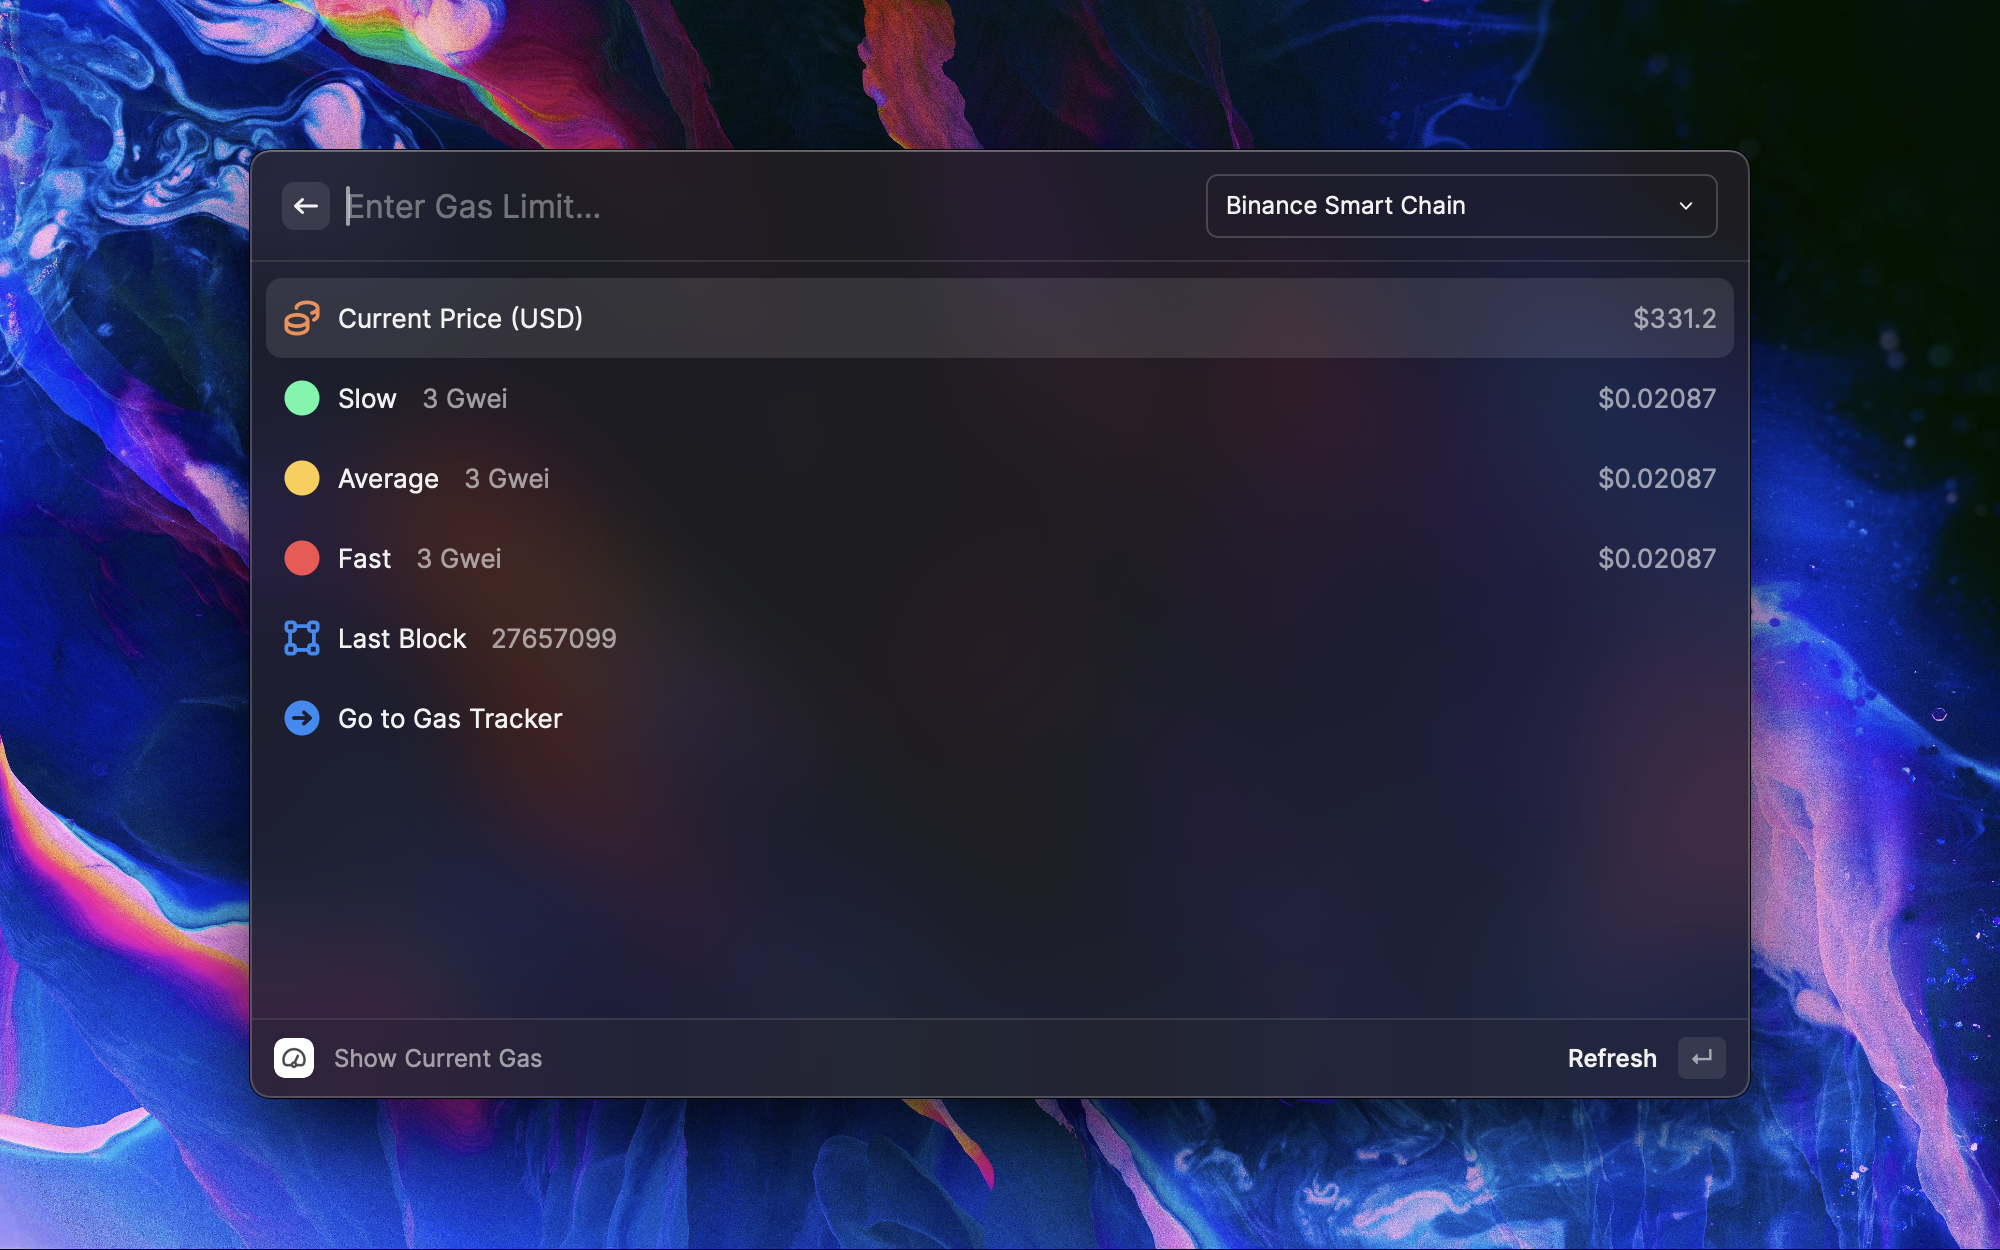 Enter Gas Limit...
Binance Smart Chain
Current Price (USD) $331.2
Slow 3 Gwei $0.02087
Average 3 Gwei $0.02087
Fast 3 Gwei $0.02087
Last Block 27657099
Go to Gas Tracker
Show Current Gas
Refresh